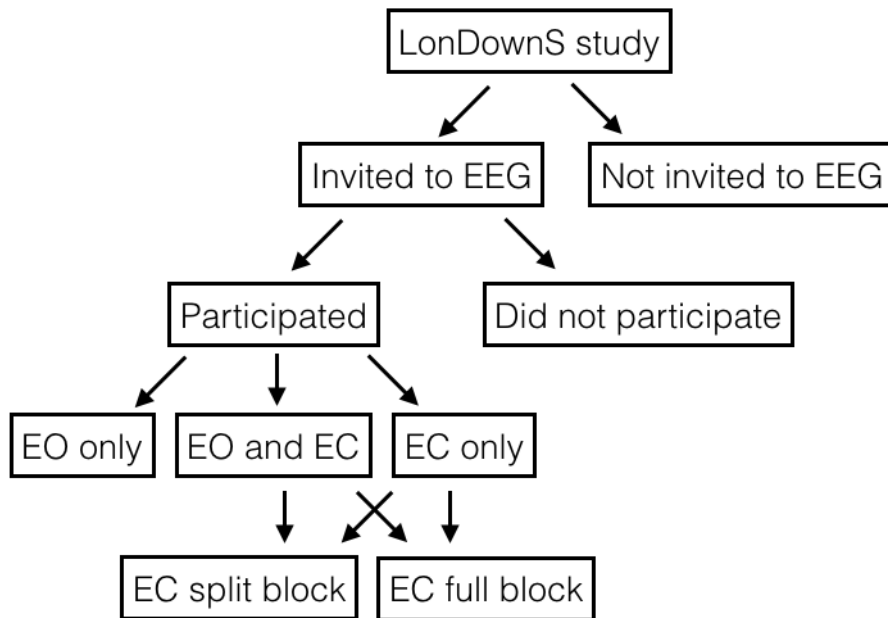 LonDownS study
Invited to EEG
Not invited to EEG
Participated
Did not participate
EO only
EO and EC
EC only
EC split block
EC full block